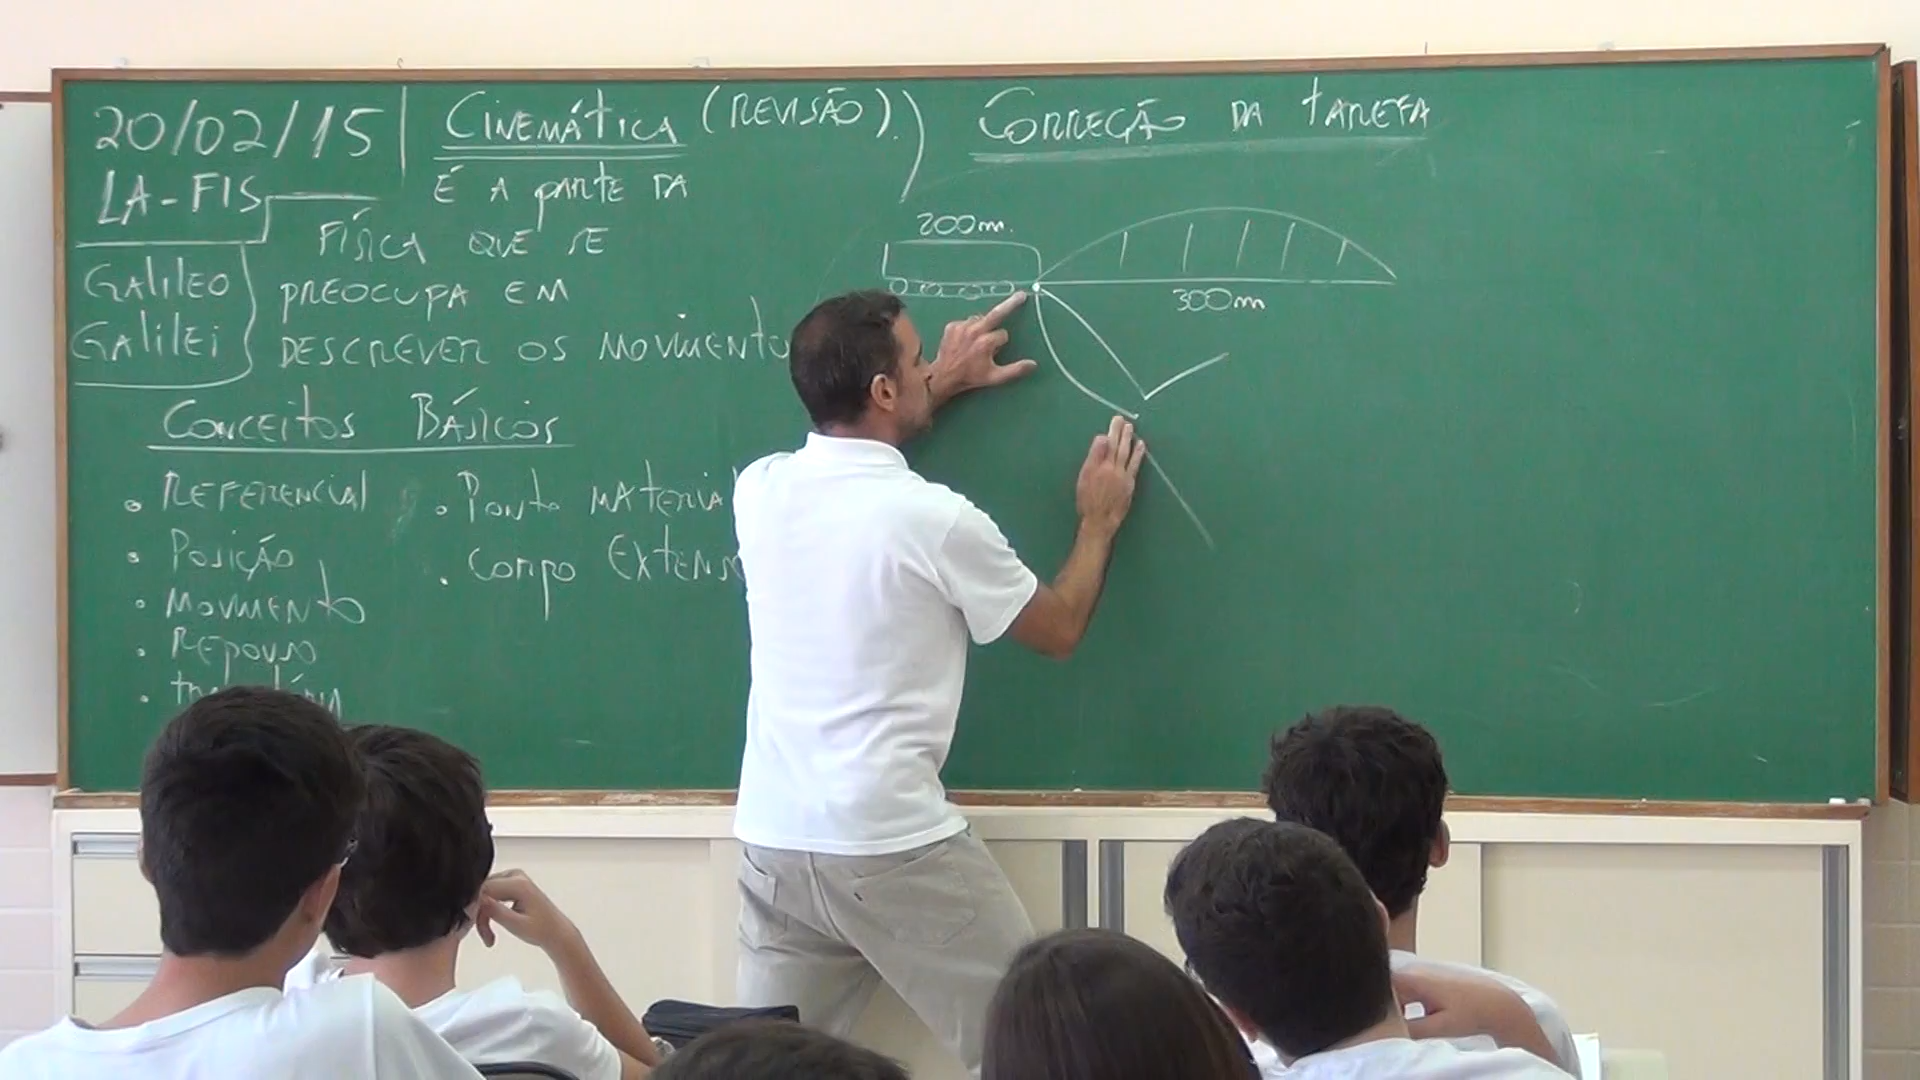 20/02/15
LA-FIS
Galileo
Galilei
Cinemática (REVISÃO).
É A PARTE DA
FÍSICA QUE SE
PREOCUPA EM
DESCREVER OS MOVIMENTO
Conceitos Básicos
• REFERENCIAL
• Posição
• MOVIMENTO
• REPOUSO
• Ponto MATERIAL
• Corpo EXTENS
CORREÇÃO DA TAREFA
200m.
300m